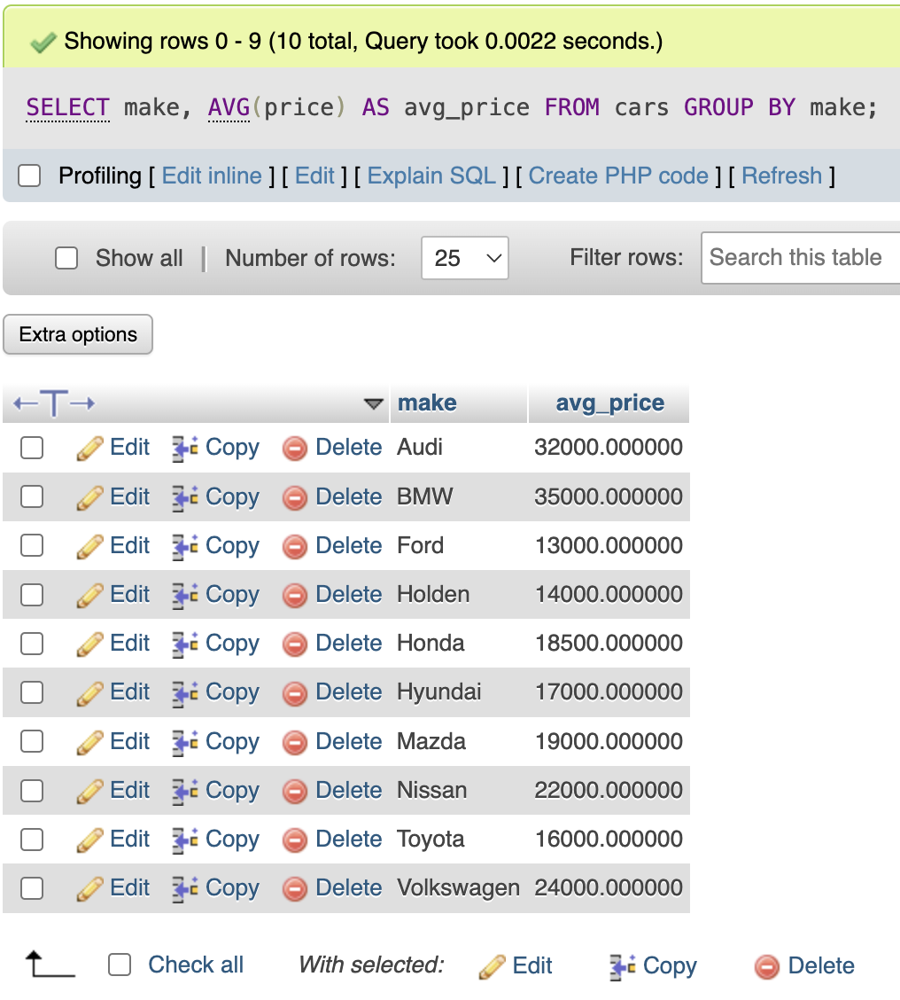 Showing rows 0 - 9 (10 total, Query took 0.0022 seconds.)
SELECT make, AVG(price) AS avg_price FROM cars GROUP BY make;
Profiling [ Edit inline ] [ Edit ] [ Explain SQL ] [ Create PHP code ] [ Refresh ]
Show all | Number of rows: 25 Filter rows: Search this table
Extra options
←T→ make avg_price
Edit Copy Delete Audi 32000.000000
Edit Copy Delete BMW 35000.000000
Edit Copy Delete Ford 13000.000000
Edit Copy Delete Holden 14000.000000
Edit Copy Delete Honda 18500.000000
Edit Copy Delete Hyundai 17000.000000
Edit Copy Delete Mazda 19000.000000
Edit Copy Delete Nissan 22000.000000
Edit Copy Delete Toyota 16000.000000
Edit Copy Delete Volkswagen 24000.000000
Check all With selected: Edit Copy Delete